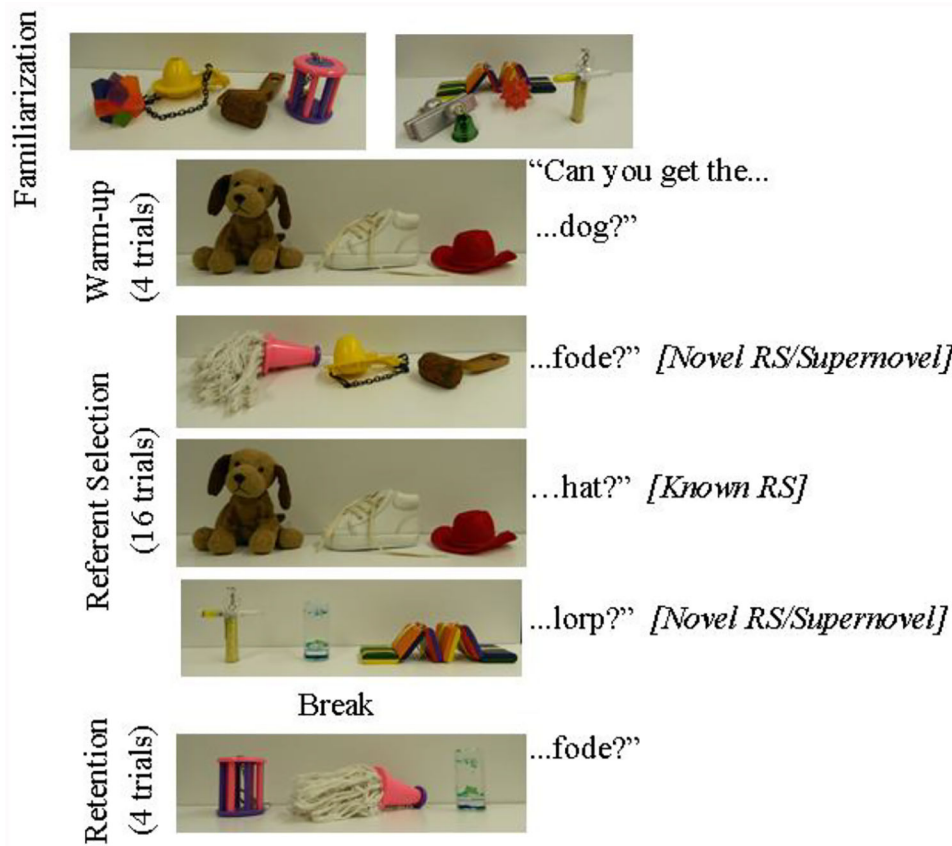 Familiarization
Warm-up
(4 trials)
“Can you get the...
...dog?”
Referent Selection
(16 trials)
...fode?” [Novel RS/Supernovel]
...hat?” [Known RS]
...lorp?” [Novel RS/Supernovel]
Break
Retention
(4 trials)
...fode?”